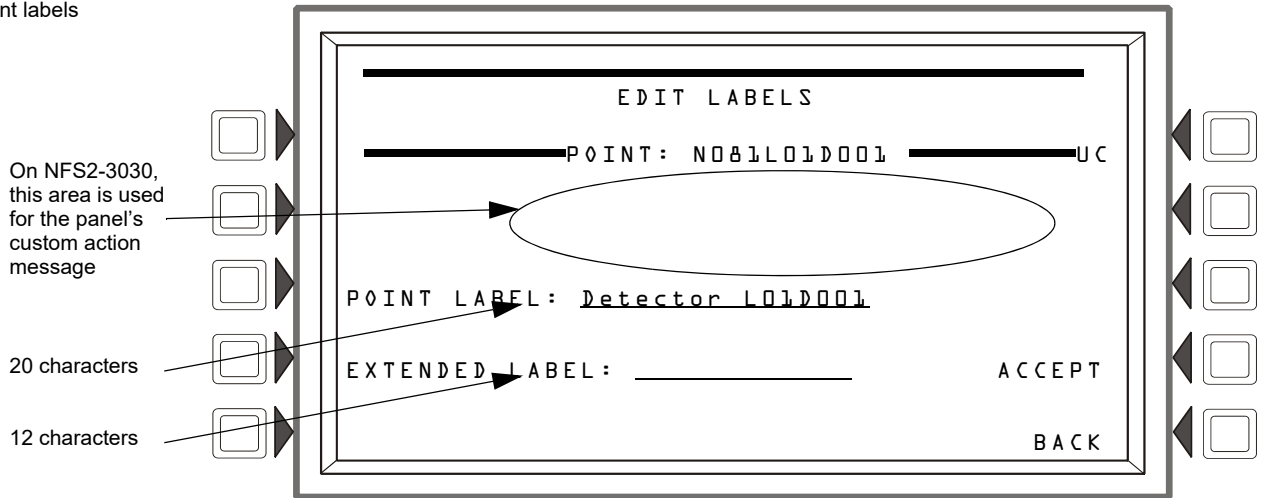 nt labels
EDIT LABELS
POINT: N081L01D001 UC
On NFS2-3030,
this area is used
for the panel's
custom action
message
POINT LABEL: Detector L01D001
20 characters
EXTENDED LABEL: ____________ ACCEPT
12 characters
BACK